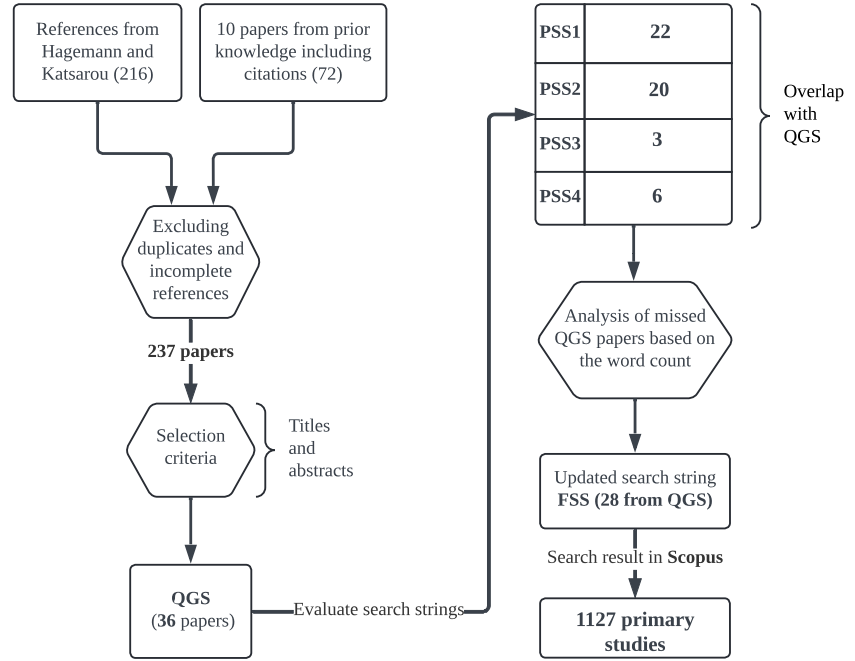 References from
Hagemann and
Katsarou (216)
10 papers from prior
knowledge including
citations (72)
Excluding
duplicates and
incomplete
references
237 papers
Selection
criteria
Titles
and
abstracts
QGS
(36 papers)
Evaluate search strings
PSS1 22
PSS2 20
PSS3 3
PSS4 6
Overlap
with
QGS
Analysis of missed
QGS papers based on
the word count
Updated search string
FSS (28 from QGS)
Search result in Scopus
1127 primary
studies